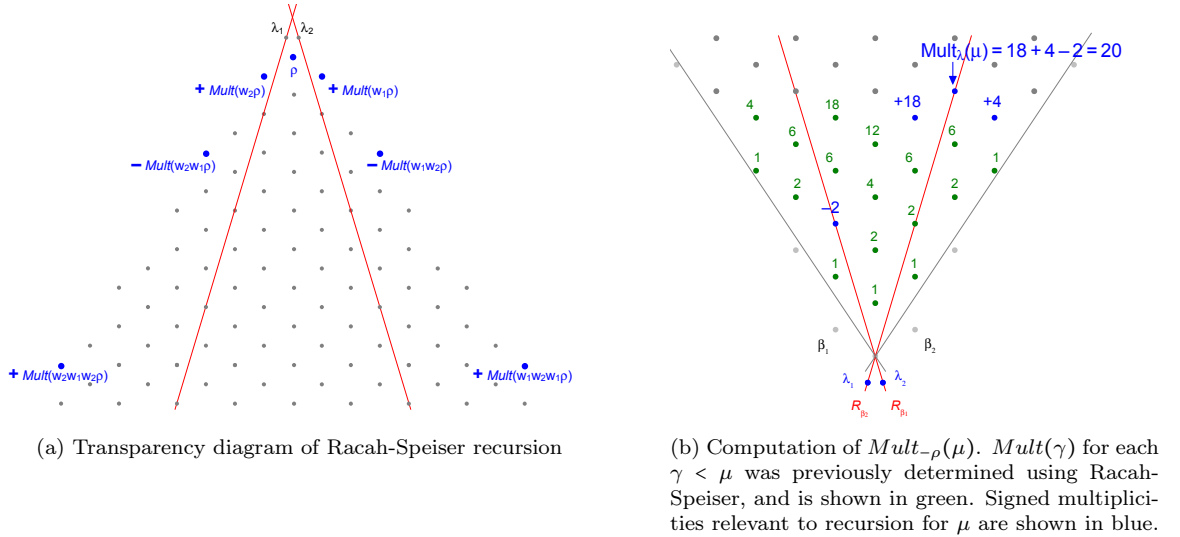 λ₁ λ₂
ρ
+ Mult(w₂ρ)
+ Mult(w₁ρ)
− Mult(w₂w₁ρ)
− Mult(w₁w₂ρ)
+ Mult(w₂w₁w₂ρ)
+ Mult(w₁w₂w₁ρ)
(a) Transparency diagram of Racah-Speiser recursion
Mult_λ(μ) = 18 + 4 − 2 = 20
4 18 +18 +4
6 12 6
1 6 6 1
2 4 2
−2 2
2
1 1
1
β₁ β₂
λ₁ λ₂
R_β₂ R_β₁
(b) Computation of Mult₋ρ(μ). Mult(γ) for each
γ < μ was previously determined using Racah-
Speiser, and is shown in green. Signed multiplici-
ties relevant to recursion for μ are shown in blue.